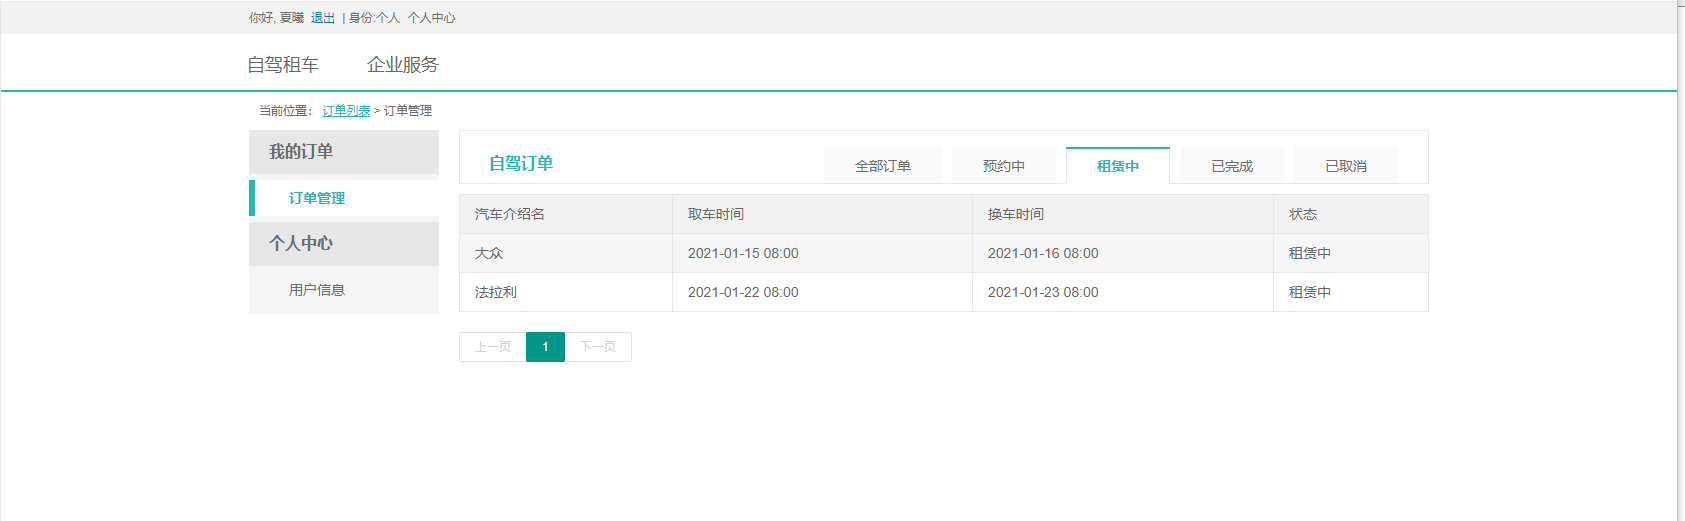 你好, 夏曦 退出 | 身份:个人 个人中心
自驾租车 企业服务
当前位置： 订单列表 > 订单管理
我的订单
订单管理
个人中心
用户信息
自驾订单 全部订单 预约中 租赁中 已完成 已取消
汽车介绍名 取车时间 换车时间 状态
大众 2021-01-15 08:00 2021-01-16 08:00 租赁中
法拉利 2021-01-22 08:00 2021-01-23 08:00 租赁中
上一页 1 下一页